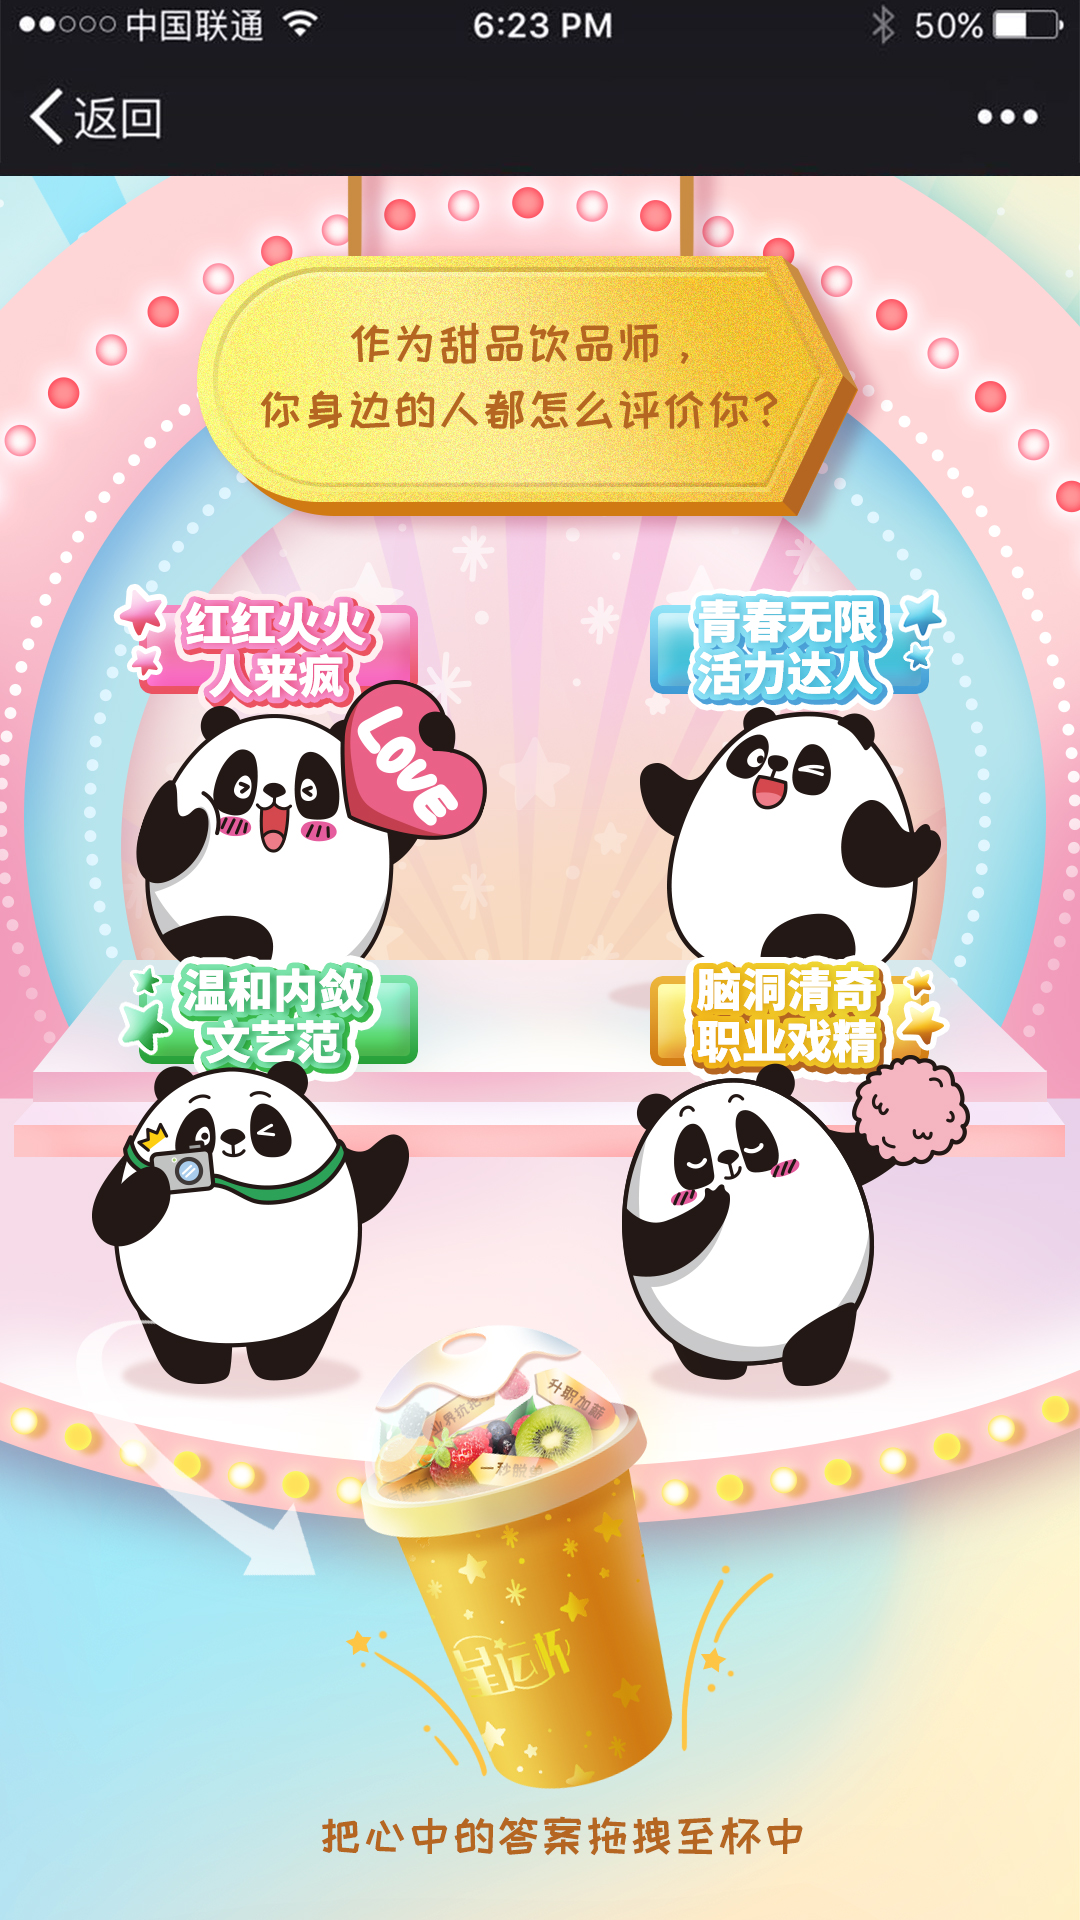 中国联通
6:23 PM
50%
返回
作为甜品饮品师，
你身边的人都怎么评价你？
红红火火
人来疯
青春无限
活力达人
LOVE
温和内敛
文艺范
脑洞清奇
职业戏精
升职加薪
一秒脱单
星运杯
把心中的答案拖拽至杯中